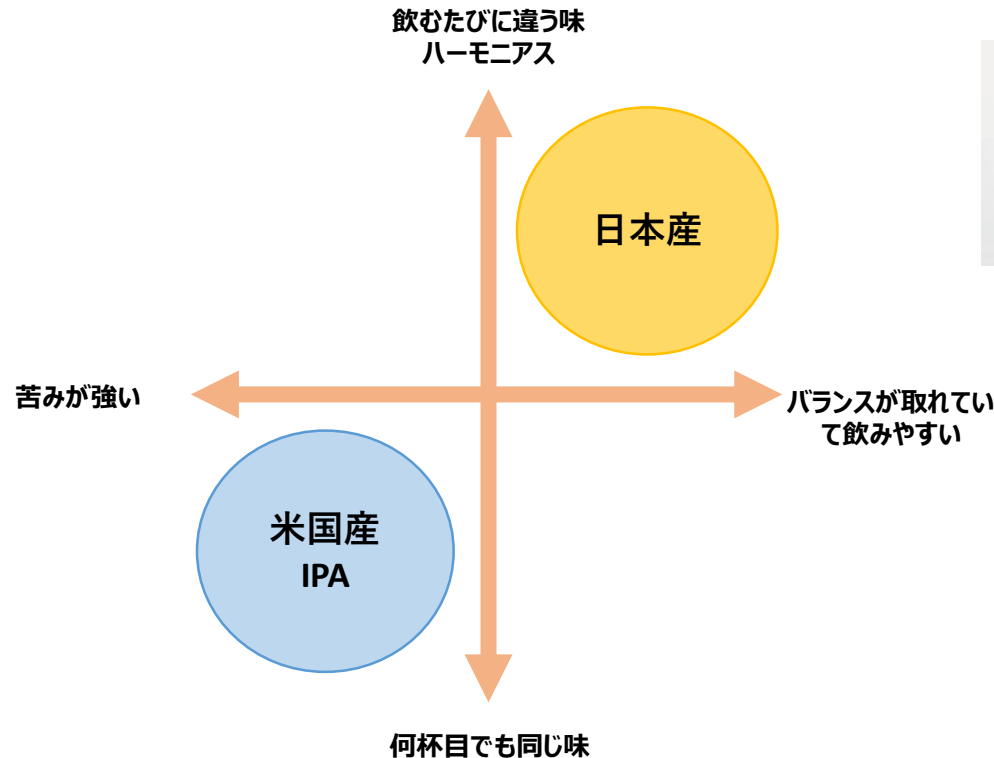 飲むたびに違う味
ハーモニアス
日本産
苦みが強い
バランスが取れてい
て飲みやすい
米国産
IPA
何杯目でも同じ味